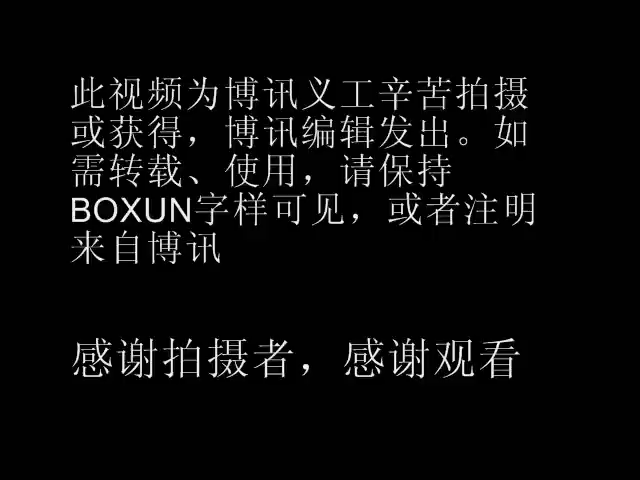 此视频为博讯义工辛苦拍摄
或获得，博讯编辑发出。如
需转载、使用，请保持
BOXUN字样可见，或者注明
来自博讯
感谢拍摄者，感谢观看